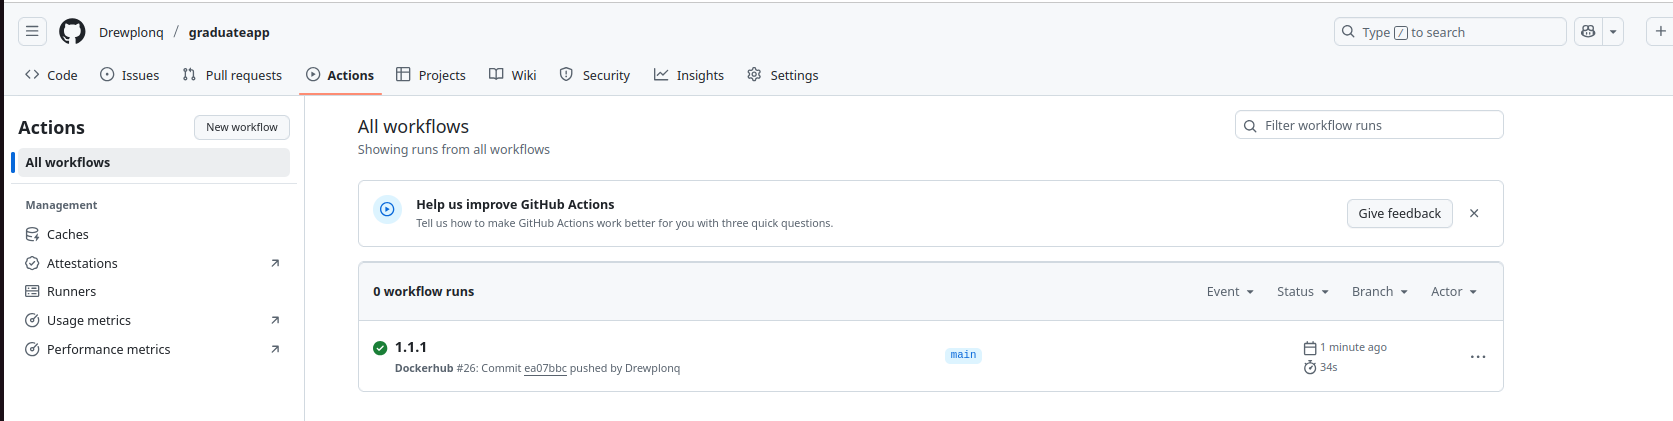 Drewplonq / graduateapp
Type / to search
Code Issues Pull requests Actions Projects Wiki Security Insights Settings
Actions
New workflow
All workflows
Management
Caches
Attestations
Runners
Usage metrics
Performance metrics
All workflows
Showing runs from all workflows
Filter workflow runs
Help us improve GitHub Actions
Tell us how to make GitHub Actions work better for you with three quick questions.
Give feedback
0 workflow runs
Event Status Branch Actor
1.1.1
Dockerhub #26: Commit ea07bbc pushed by Drewplonq
main
1 minute ago
34s